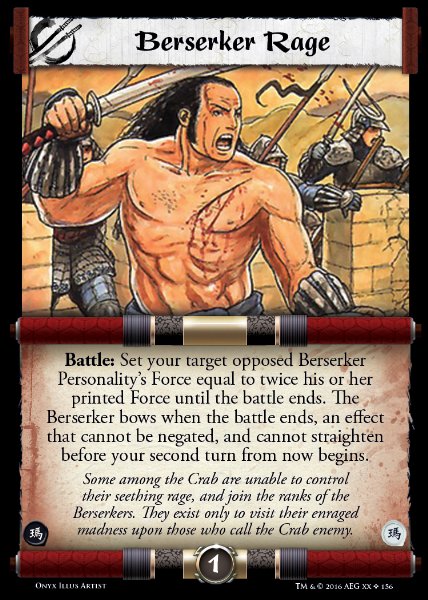 Berserker Rage
Battle: Set your target opposed Berserker
Personality's Force equal to twice his or her
printed Force until the battle ends. The
Berserker bows when the battle ends, an effect
that cannot be negated, and cannot straighten
before your second turn from now begins.
Some among the Crab are unable to control
their seething rage, and join the ranks of the
Berserkers. They exist only to visit their enraged
madness upon those who call the Crab enemy.
瑪 瑪
1
Onyx Illus Artist TM & © 2016 AEG XX ❖ 156